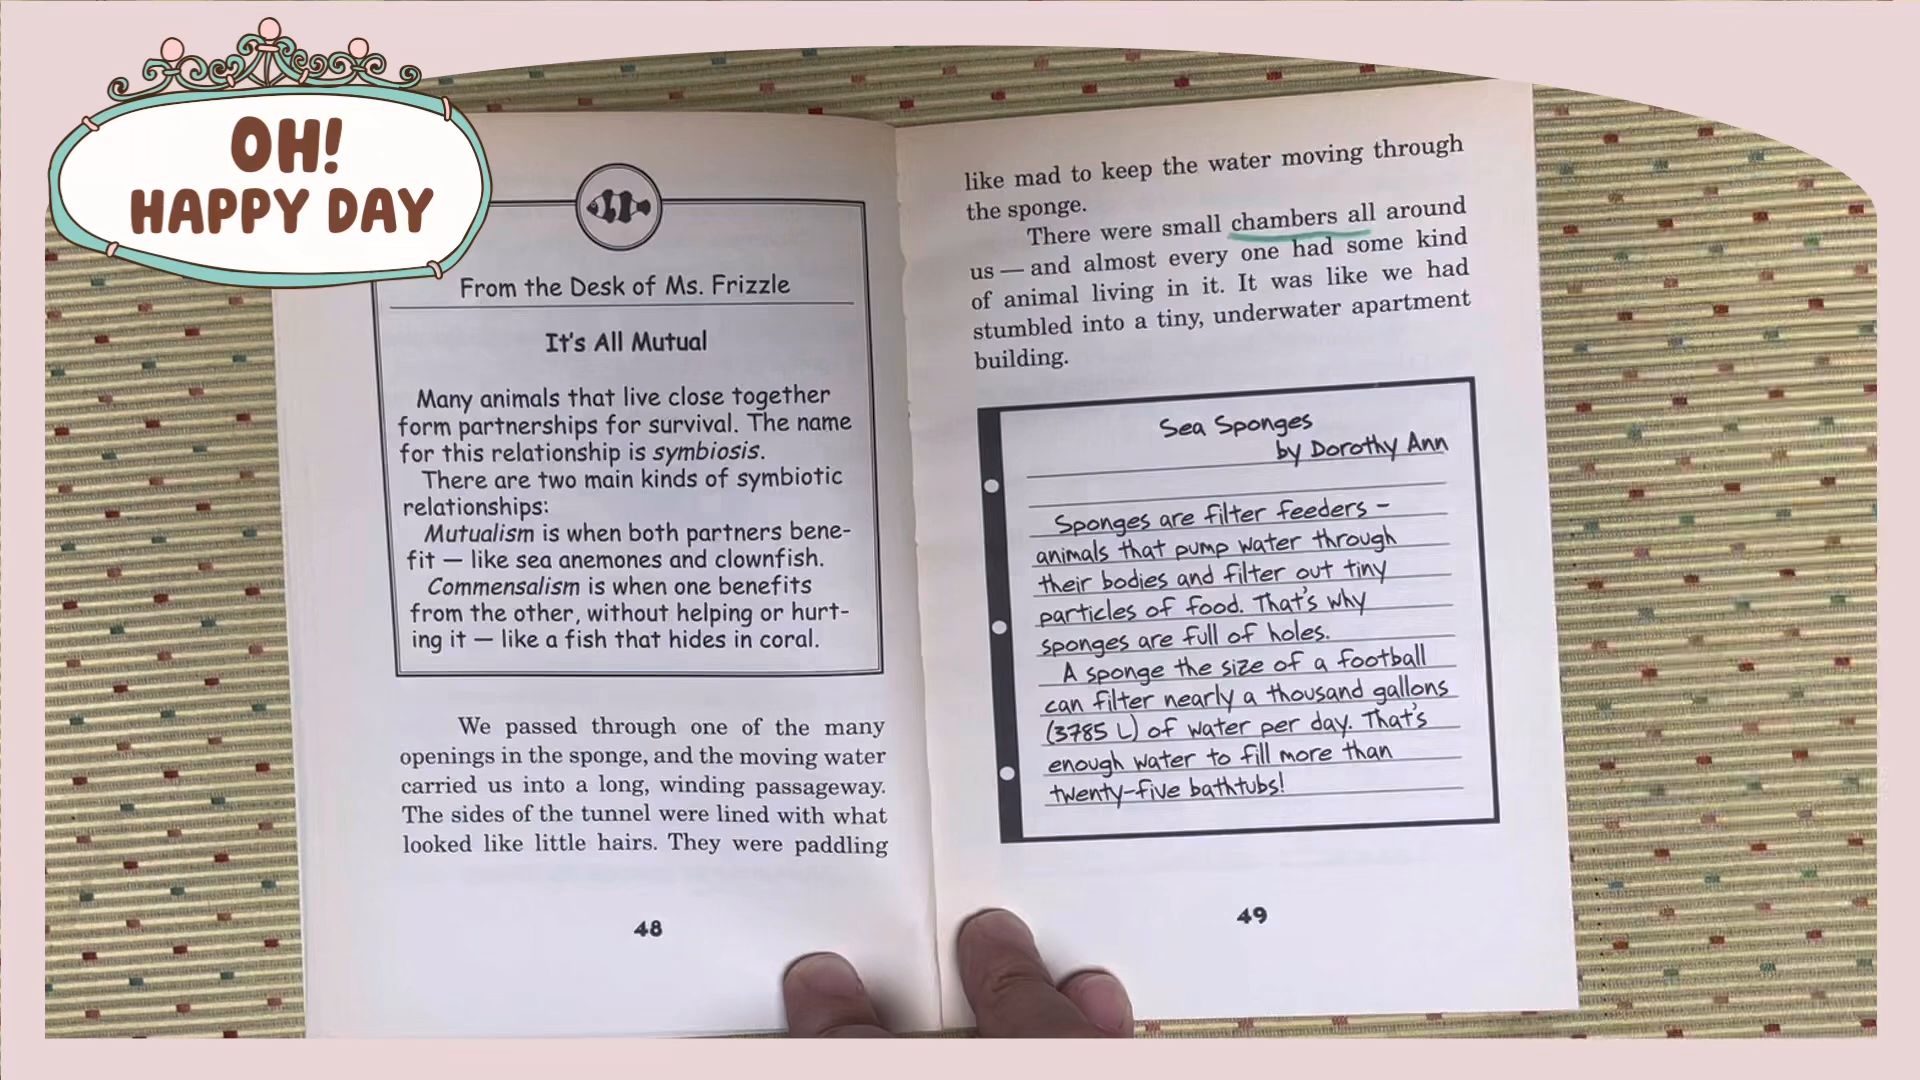 OH!
HAPPY DAY
From the Desk of Ms. Frizzle
It's All Mutual
Many animals that live close together
form partnerships for survival. The name
for this relationship is symbiosis.
There are two main kinds of symbiotic
relationships:
Mutualism is when both partners bene-
fit — like sea anemones and clownfish.
Commensalism is when one benefits
from the other, without helping or hurt-
ing it — like a fish that hides in coral.
We passed through one of the many
openings in the sponge, and the moving water
carried us into a long, winding passageway.
The sides of the tunnel were lined with what
looked like little hairs. They were paddling
48
like mad to keep the water moving through
the sponge.
There were small chambers all around
us — and almost every one had some kind
of animal living in it. It was like we had
stumbled into a tiny, underwater apartment
building.
Sea Sponges
by Dorothy Ann
Sponges are filter feeders -
animals that pump water through
their bodies and filter out tiny
particles of food. That's why
sponges are full of holes.
A sponge the size of a football
can filter nearly a thousand gallons
(3785 L) of water per day. That's
enough water to fill more than
twenty-five bathtubs!
49